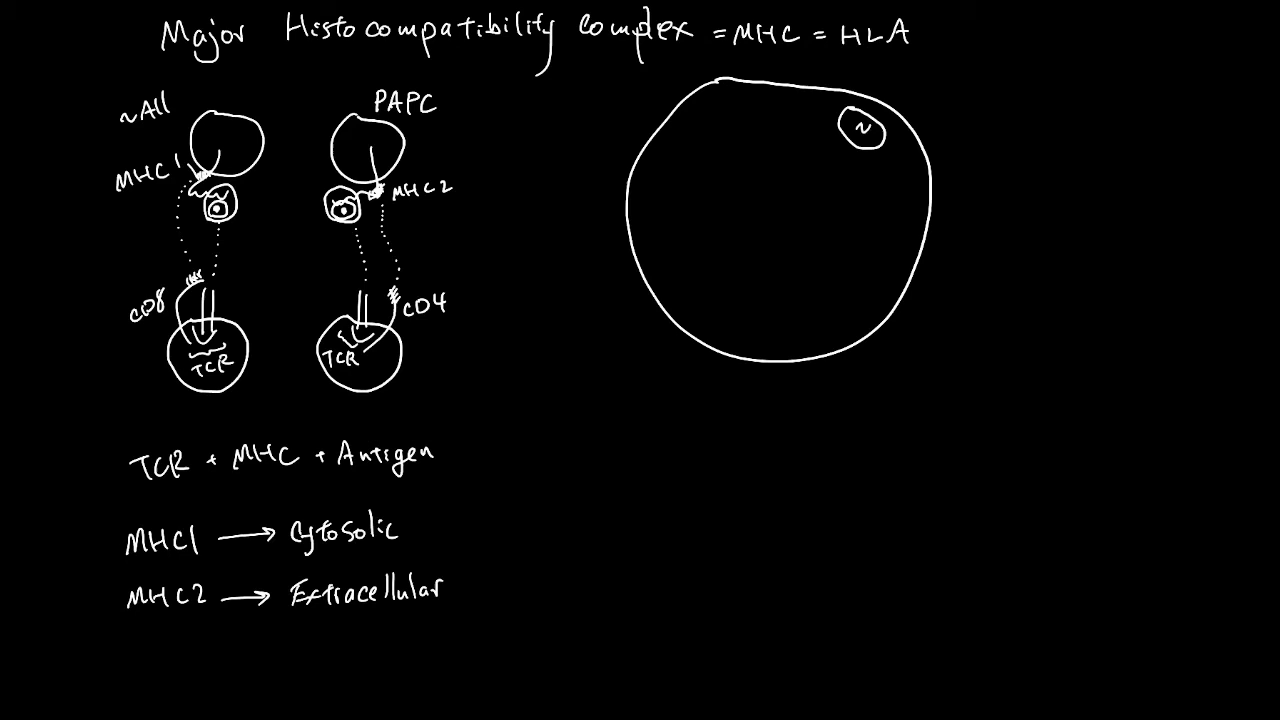 Major Histocompatibility complex = MHC = HLA
~All
PAPC
MHC1
MHC2
CD8
CD4
TCR
TCR
TCR + MHC + Antigen
MHC1 → Cytosolic
MHC2 → Extracellular